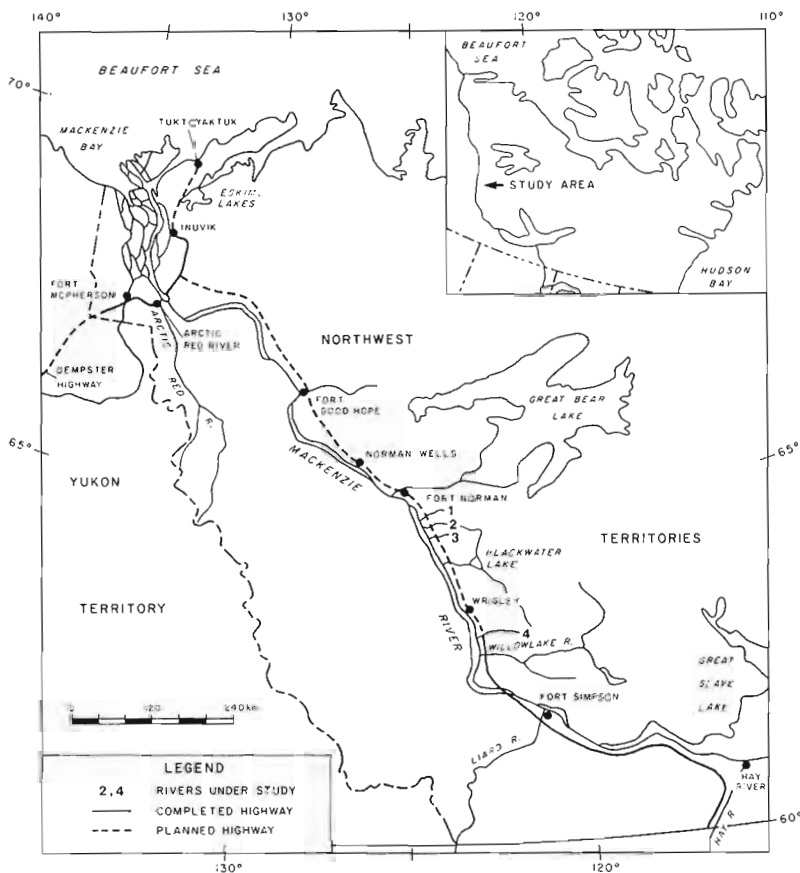 140°
130°
120°
110°
BEAUFORT SEA
70°
MACKENZIE
BAY
TUKTOYAKTUK
ESKIMO
LAKES
INUVIK
BEAUFORT
SEA
STUDY AREA
HUDSON
BAY
FORT
MCPHERSON
ARCTIC
RED RIVER
ARCTIC
RED
R.
DEMPSTER
HIGHWAY
NORTHWEST
GREAT BEAR
LAKE
FORT
GOOD HOPE
65°
NORMAN WELLS
MACKENZIE
65°
YUKON
FORT NORMAN
1
2
3
TERRITORIES
BLACKWATER
LAKE
TERRITORY
WRIGLEY
RIVER
4
WILLOWLAKE R.
GREAT
SLAVE
LAKE
FORT SIMPSON
0 120 240 km
LIARD R.
HAY
RIVER
HAY R.
LEGEND
2,4 RIVERS UNDER STUDY
COMPLETED HIGHWAY
PLANNED HIGHWAY
60°
130°
120°